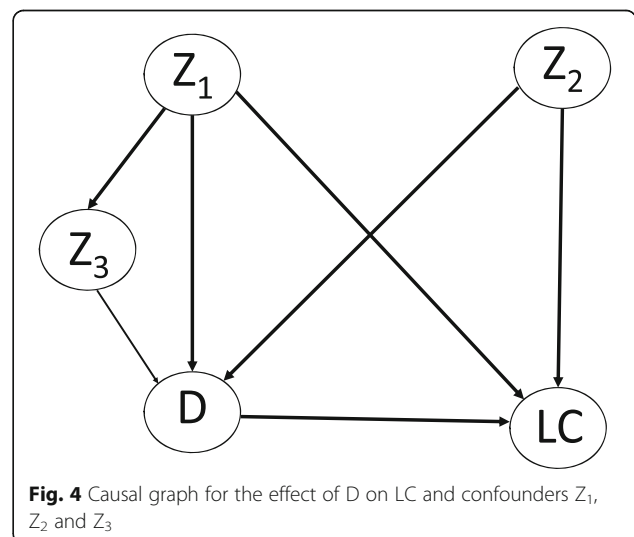 Z₁
Z₂
Z₃
D
LC
Fig. 4 Causal graph for the effect of D on LC and confounders Z₁,
Z₂ and Z₃